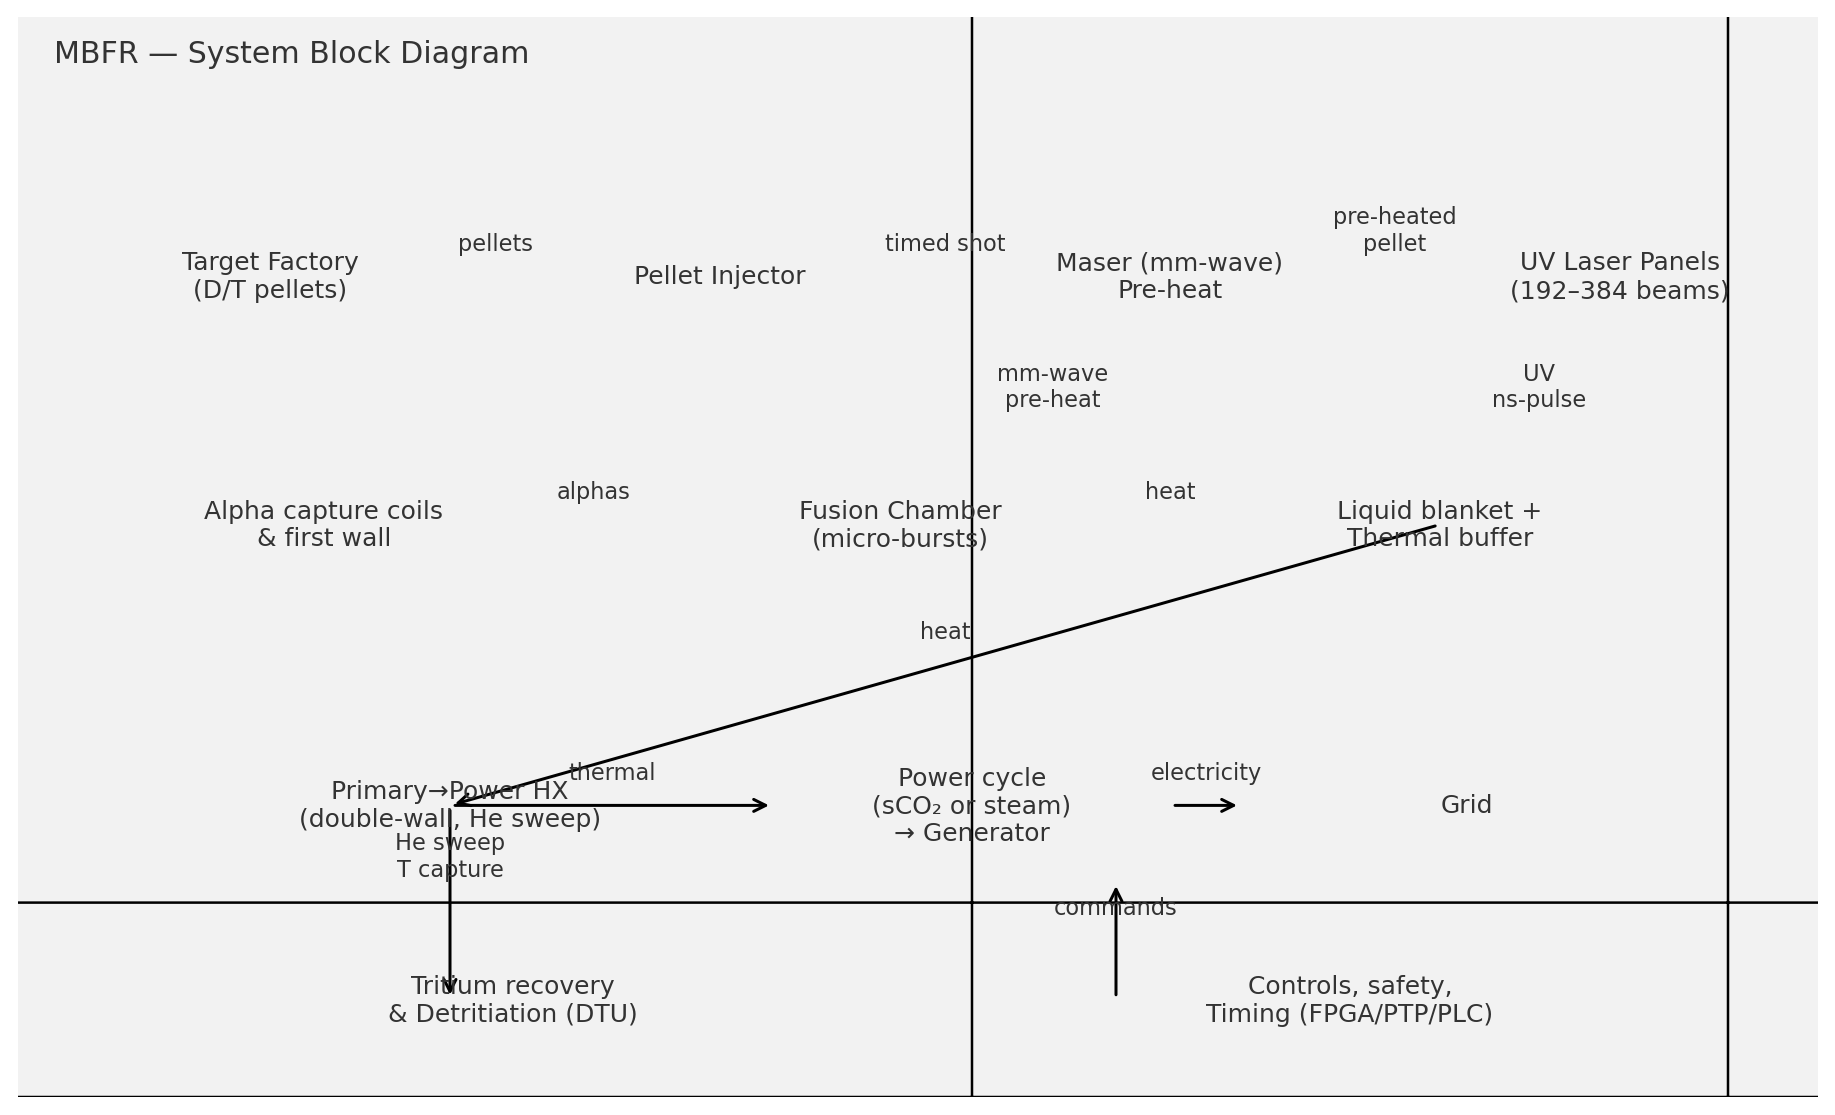 MBFR — System Block Diagram
pellets
timed shot
pre-heated
pellet
Target Factory
(D/T pellets)
Pellet Injector
Maser (mm-wave)
Pre-heat
UV Laser Panels
(192–384 beams)
mm-wave
pre-heat
UV
ns-pulse
alphas
heat
Alpha capture coils
& first wall
Fusion Chamber
(micro-bursts)
Liquid blanket +
Thermal buffer
heat
thermal
electricity
Primary→Power HX
(double-wall, He sweep)
Power cycle
(sCO₂ or steam)
→ Generator
Grid
He sweep
T capture
commands
Tritium recovery
& Detritiation (DTU)
Controls, safety,
Timing (FPGA/PTP/PLC)